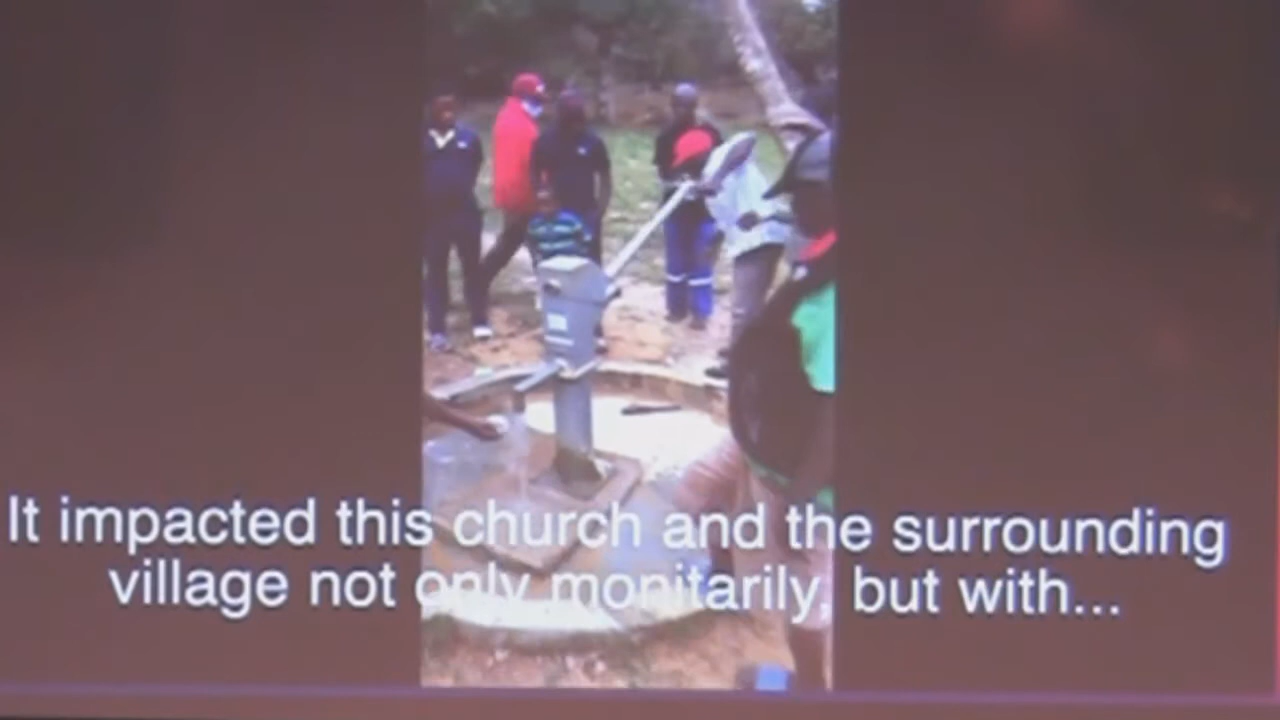 It impacted this church and the surrounding
village not only monitarily, but with...